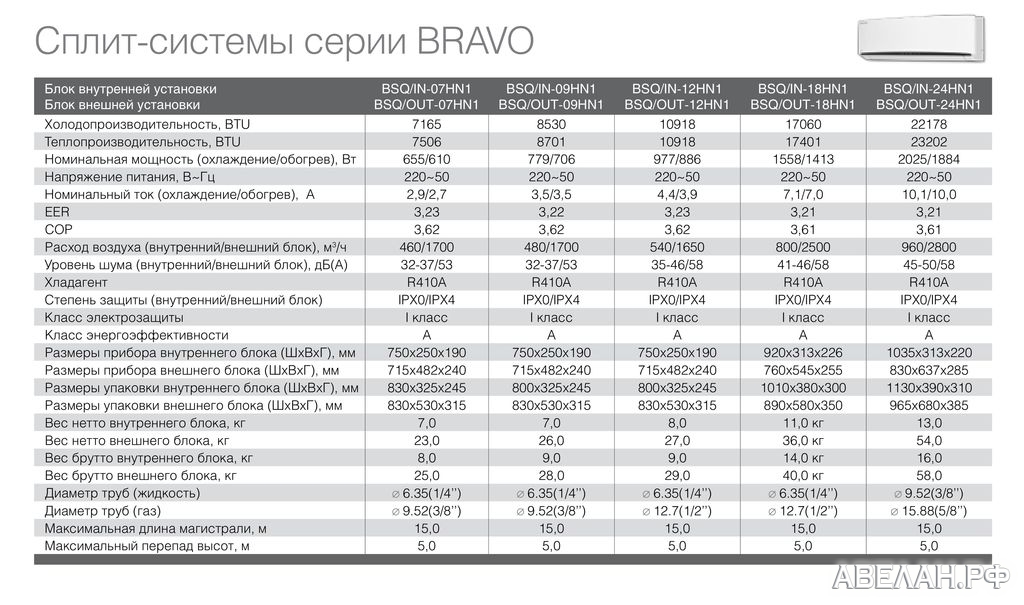 Сплит-системы серии BRAVO
Блок внутренней установки BSQ/IN-07HN1 BSQ/IN-09HN1 BSQ/IN-12HN1 BSQ/IN-18HN1 BSQ/IN-24HN1
Блок внешней установки BSQ/OUT-07HN1 BSQ/OUT-09HN1 BSQ/OUT-12HN1 BSQ/OUT-18HN1 BSQ/OUT-24HN1
Холодопроизводительность, BTU 7165 8530 10918 17060 22178
Теплопроизводительность, BTU 7506 8701 10918 17401 23202
Номинальная мощность (охлаждение/обогрев), Вт 655/610 779/706 977/886 1558/1413 2025/1884
Напряжение питания, В~Гц 220~50 220~50 220~50 220~50 220~50
Номинальный ток (охлаждение/обогрев), А 2,9/2,7 3,5/3,5 4,4/3,9 7,1/7,0 10,1/10,0
EER 3,23 3,22 3,23 3,21 3,21
COP 3,62 3,62 3,62 3,61 3,61
Расход воздуха (внутренний/внешний блок), м³/ч 460/1700 480/1700 540/1650 800/2500 960/2800
Уровень шума (внутренний/внешний блок), дБ(А) 32-37/53 32-37/53 35-46/58 41-46/58 45-50/58
Хладагент R410A R410A R410A R410A R410A
Степень защиты (внутренний/внешний блок) IPX0/IPX4 IPX0/IPX4 IPX0/IPX4 IPX0/IPX4 IPX0/IPX4
Класс электрозащиты I класс I класс I класс I класс I класс
Класс энергоэффективности A A A A A
Размеры прибора внутреннего блока (ШхВхГ), мм 750x250x190 750x250x190 750x250x190 920x313x226 1035x313x220
Размеры прибора внешнего блока (ШхВхГ), мм 715x482x240 715x482x240 715x482x240 760x545x255 830x637x285
Размеры упаковки внутреннего блока (ШхВхГ), мм 830x325x245 800x325x245 800x325x245 1010x380x300 1130x390x310
Размеры упаковки внешнего блока (ШхВхГ), мм 830x530x315 830x530x315 830x530x315 890x580x350 965x680x385
Вес нетто внутреннего блока, кг 7,0 7,0 8,0 11,0 кг 13,0
Вес нетто внешнего блока, кг 23,0 26,0 27,0 36,0 кг 54,0
Вес брутто внутреннего блока, кг 8,0 9,0 9,0 14,0 кг 16,0
Вес брутто внешнего блока, кг 25,0 28,0 29,0 40,0 кг 58,0
Диаметр труб (жидкость) ⌀ 6.35(1/4’’) ⌀ 6.35(1/4’’) ⌀ 6.35(1/4’’) ⌀ 6.35(1/4’’) ⌀ 9.52(3/8’’)
Диаметр труб (газ) ⌀ 9.52(3/8’’) ⌀ 9.52(3/8’’) ⌀ 12.7(1/2’’) ⌀ 12.7(1/2’’) ⌀ 15.88(5/8’’)
Максимальная длина магистрали, м 15,0 15,0 15,0 15,0 15,0
Максимальный перепад высот, м 5,0 5,0 5,0 5,0 5,0
АВЕЛАН.РФ